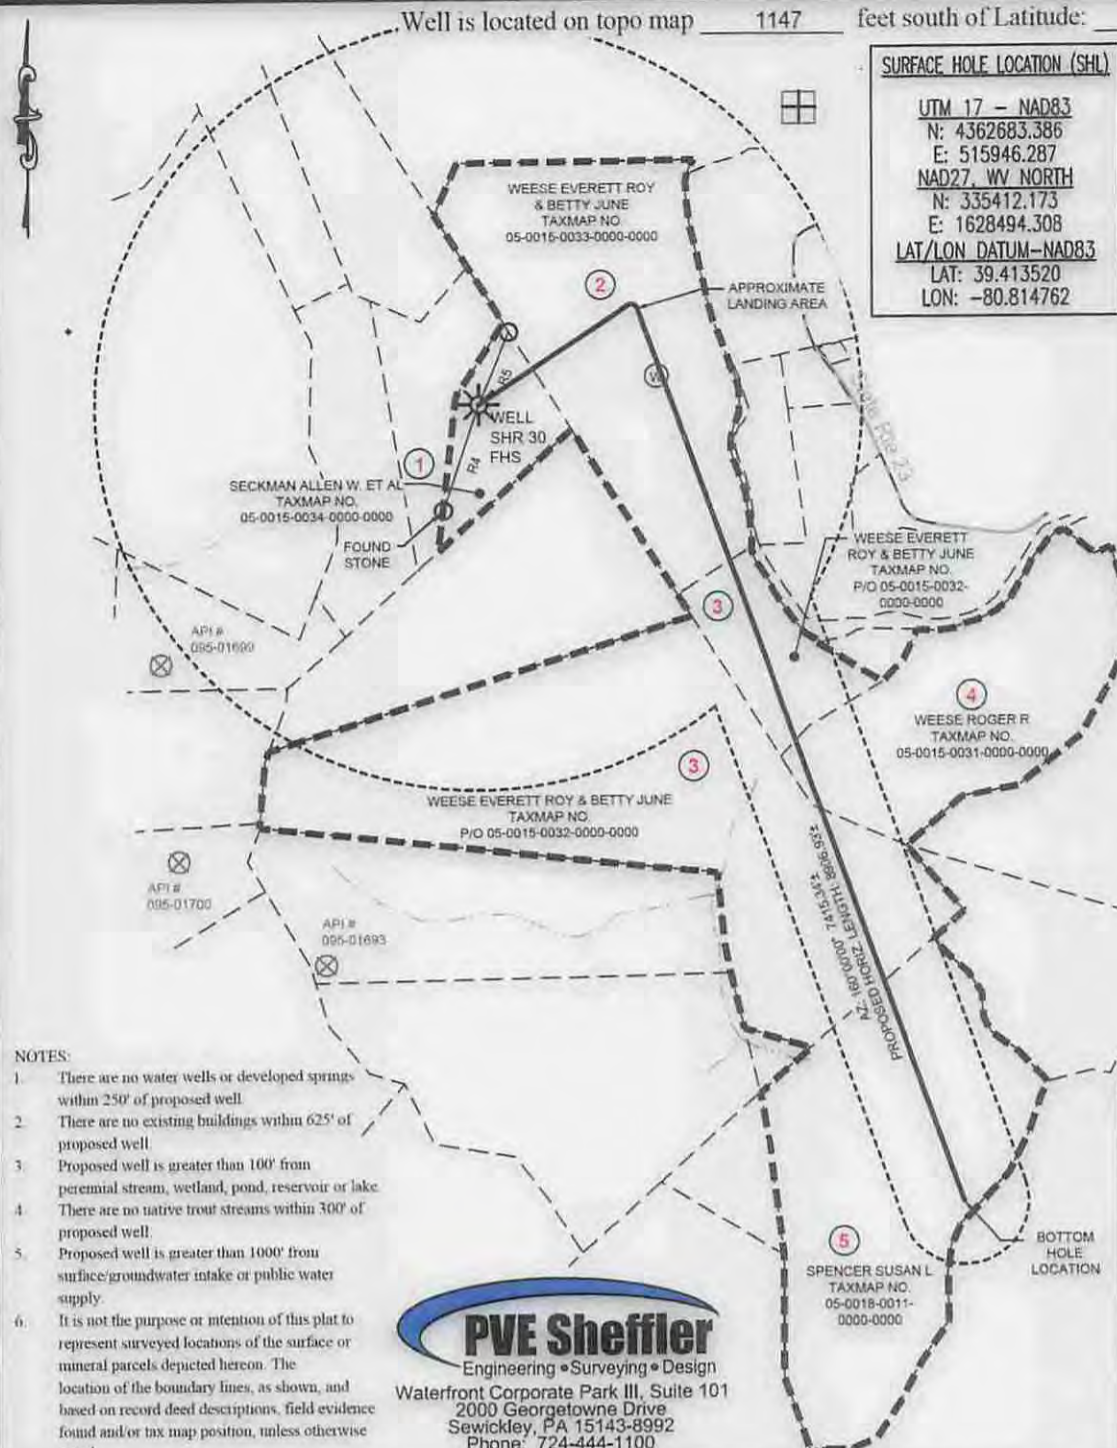 Well is located on topo map 1147 feet south of Latitude:
SURFACE HOLE LOCATION (SHL)
UTM 17 - NAD83
N: 4362683.386
E: 515946.287
NAD27, WV NORTH
N: 335412.173
E: 1628494.308
LAT/LON DATUM-NAD83
LAT: 39.413520
LON: -80.814762
WEESE EVERETT ROY
& BETTY JUNE
TAXMAP NO.
05-0015-0033-0000-0000
2
APPROXIMATE
LANDING AREA
R5
WELL
SHR 30
FHS
R4
1
SECKMAN ALLEN W. ET AL
TAXMAP NO.
05-0015-0034-0000-0000
FOUND
STONE
Rte 23
WEESE EVERETT
ROY & BETTY JUNE
TAXMAP NO.
P/O 05-0015-0032-
0000-0000
3
API #
095-01699
4
WEESE ROGER R
TAXMAP NO.
05-0015-0031-0000-0000
3
WEESE EVERETT ROY & BETTY JUNE
TAXMAP NO.
P/O 05-0015-0032-0000-0000
AZ: 160°00'00" 7415.34'±
PROPOSED HORIZ. LENGTH: 8906.93'±
API #
095-01700
API #
095-01693
BOTTOM
HOLE
LOCATION
5
SPENCER SUSAN L
TAXMAP NO.
05-0018-0011-
0000-0000
NOTES:
1. There are no water wells or developed springs
within 250' of proposed well.
2. There are no existing buildings within 625' of
proposed well.
3. Proposed well is greater than 100' from
perennial stream, wetland, pond, reservoir or lake.
4. There are no native trout streams within 300' of
proposed well.
5. Proposed well is greater than 1000' from
surface/groundwater intake or public water
supply.
6. It is not the purpose or intention of this plat to
represent surveyed locations of the surface or
mineral parcels depicted hereon. The
location of the boundary lines, as shown, and
based on record deed descriptions, field evidence
found and/or tax map position, unless otherwise
PVE Sheffler
Engineering • Surveying • Design
Waterfront Corporate Park III, Suite 101
2000 Georgetowne Drive
Sewickley, PA 15143-8992
Phone: 724-444-1100